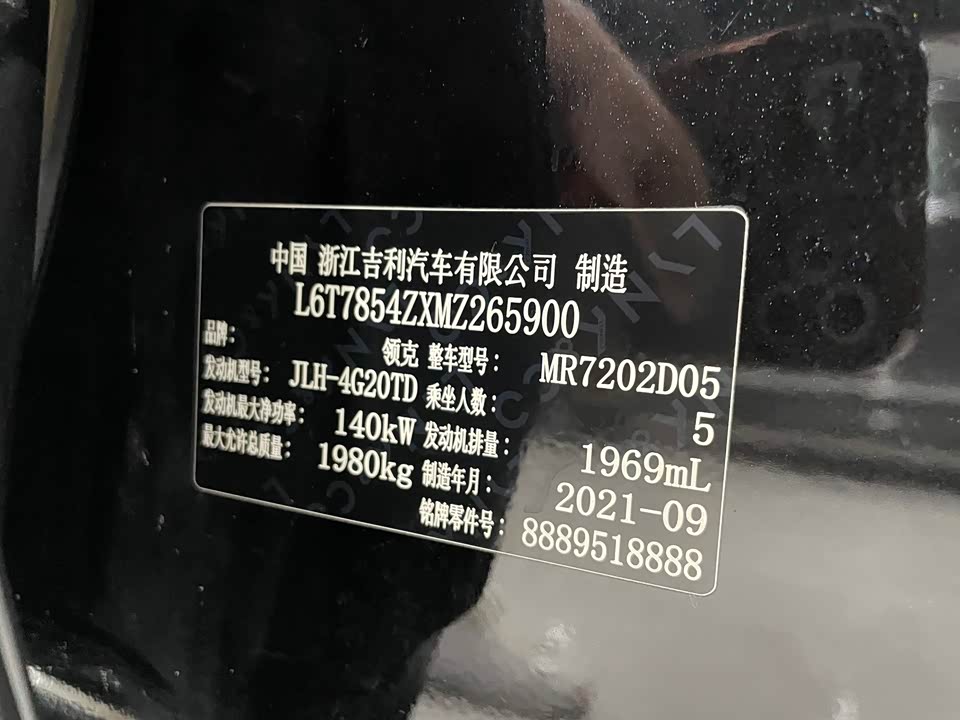 中国 浙江吉利汽车有限公司 制造
L6T7854ZXMZ265900
品牌： 领克 整车型号： MR7202D05
发动机型号： JLH-4G20TD 乘坐人数： 5
发动机最大净功率： 140kW 发动机排量： 1969mL
最大允许总质量： 1980kg 制造年月： 2021-09
铭牌零件号： 8889518888